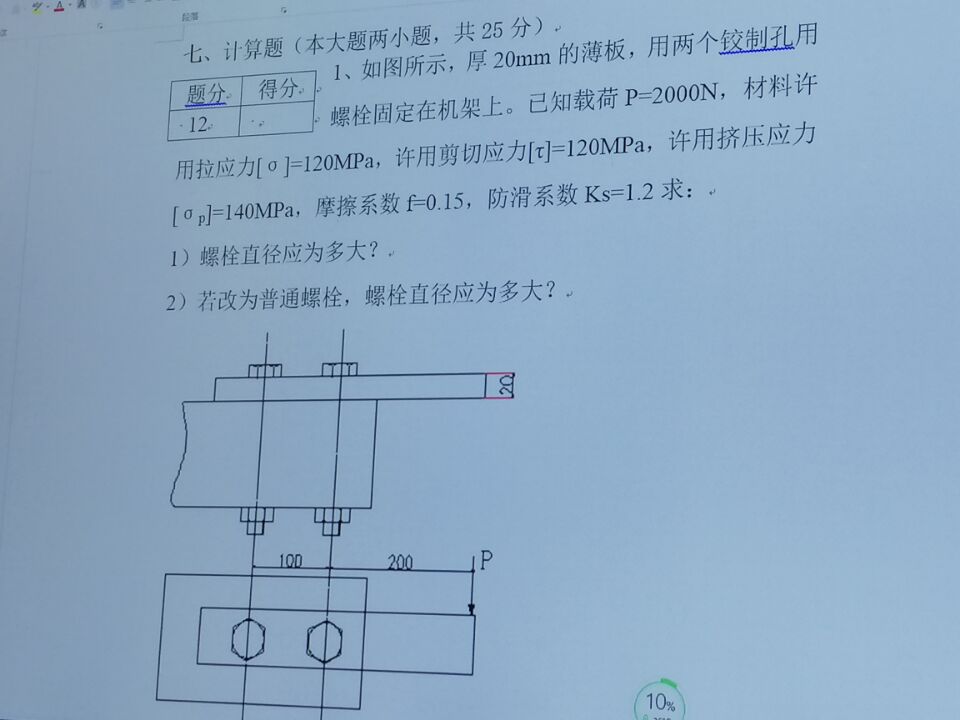 段落
七、计算题（本大题两小题，共 25 分）
题分 得分
12
1、如图所示，厚 20mm 的薄板，用两个铰制孔用
螺栓固定在机架上。已知载荷 P=2000N，材料许
用拉应力[σ]=120MPa，许用剪切应力[τ]=120MPa，许用挤压应力
[σp]=140MPa，摩擦系数 f=0.15，防滑系数 Ks=1.2 求：
1）螺栓直径应为多大？
2）若改为普通螺栓，螺栓直径应为多大？
20
100 200 P
10%